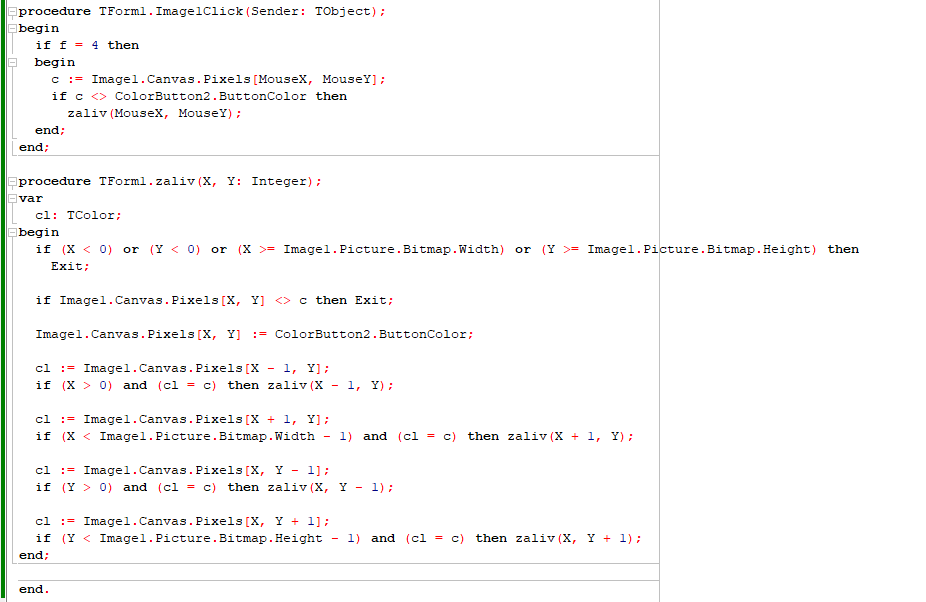 procedure TForm1.Image1Click(Sender: TObject);
begin
  if f = 4 then
  begin
    c := Image1.Canvas.Pixels[MouseX, MouseY];
    if c <> ColorButton2.ButtonColor then
      zaliv(MouseX, MouseY);
  end;
end;
procedure TForm1.zaliv(X, Y: Integer);
var
  cl: TColor;
begin
  if (X < 0) or (Y < 0) or (X >= Image1.Picture.Bitmap.Width) or (Y >= Image1.Picture.Bitmap.Height) then
    Exit;
  if Image1.Canvas.Pixels[X, Y] <> c then Exit;
  Image1.Canvas.Pixels[X, Y] := ColorButton2.ButtonColor;
  cl := Image1.Canvas.Pixels[X - 1, Y];
  if (X > 0) and (cl = c) then zaliv(X - 1, Y);
  cl := Image1.Canvas.Pixels[X + 1, Y];
  if (X < Image1.Picture.Bitmap.Width - 1) and (cl = c) then zaliv(X + 1, Y);
  cl := Image1.Canvas.Pixels[X, Y - 1];
  if (Y > 0) and (cl = c) then zaliv(X, Y - 1);
  cl := Image1.Canvas.Pixels[X, Y + 1];
  if (Y < Image1.Picture.Bitmap.Height - 1) and (cl = c) then zaliv(X, Y + 1);
end;
end.